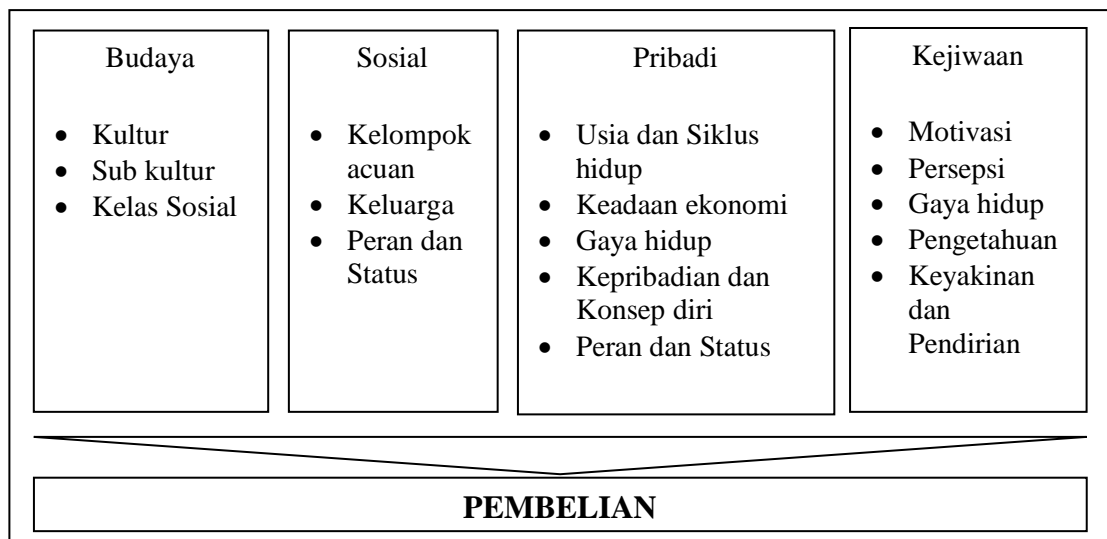 Budaya
• Kultur
• Sub kultur
• Kelas Sosial
Sosial
• Kelompok
acuan
• Keluarga
• Peran dan
Status
Pribadi
• Usia dan Siklus
hidup
• Keadaan ekonomi
• Gaya hidup
• Kepribadian dan
Konsep diri
• Peran dan Status
Kejiwaan
• Motivasi
• Persepsi
• Gaya hidup
• Pengetahuan
• Keyakinan
dan
Pendirian
PEMBELIAN